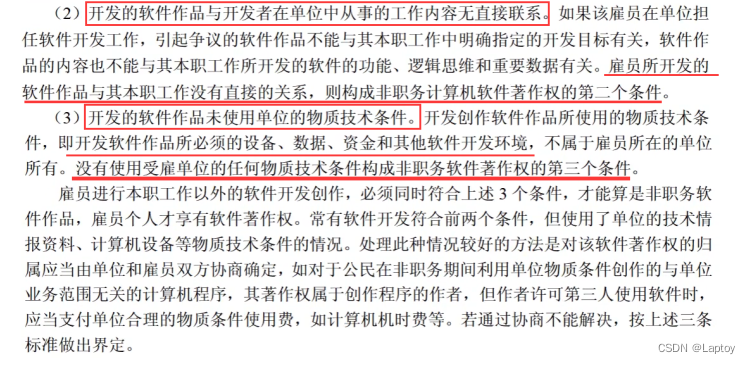 （2）开发的软件作品与开发者在单位中从事的工作内容无直接联系。如果该雇员在单位担
任软件开发工作，引起争议的软件作品不能与其本职工作中明确指定的开发目标有关，软件作
品的内容也不能与其本职工作所开发的软件的功能、逻辑思维和重要数据有关。雇员所开发的
软件作品与其本职工作没有直接的关系，则构成非职务计算机软件著作权的第二个条件。
（3）开发的软件作品未使用单位的物质技术条件。开发创作软件作品所使用的物质技术条
件，即开发软件作品所必须的设备、数据、资金和其他软件开发环境，不属于雇员所在的单位
所有。没有使用受雇单位的任何物质技术条件构成非职务软件著作权的第三个条件。
雇员进行本职工作以外的软件开发创作，必须同时符合上述 3 个条件，才能算是非职务软
件作品，雇员个人才享有软件著作权。常有软件开发符合前两个条件，但使用了单位的技术情
报资料、计算机设备等物质技术条件的情况。处理此种情况较好的方法是对该软件著作权的归
属应当由单位和雇员双方协商确定，如对于公民在非职务期间利用单位物质条件创作的与单位
业务范围无关的计算机程序，其著作权属于创作程序的作者，但作者许可第三人使用软件时，
应当支付单位合理的物质条件使用费，如计算机机时费等。若通过协商不能解决，按上述三条
标准做出界定。
CSDN @Laptoy